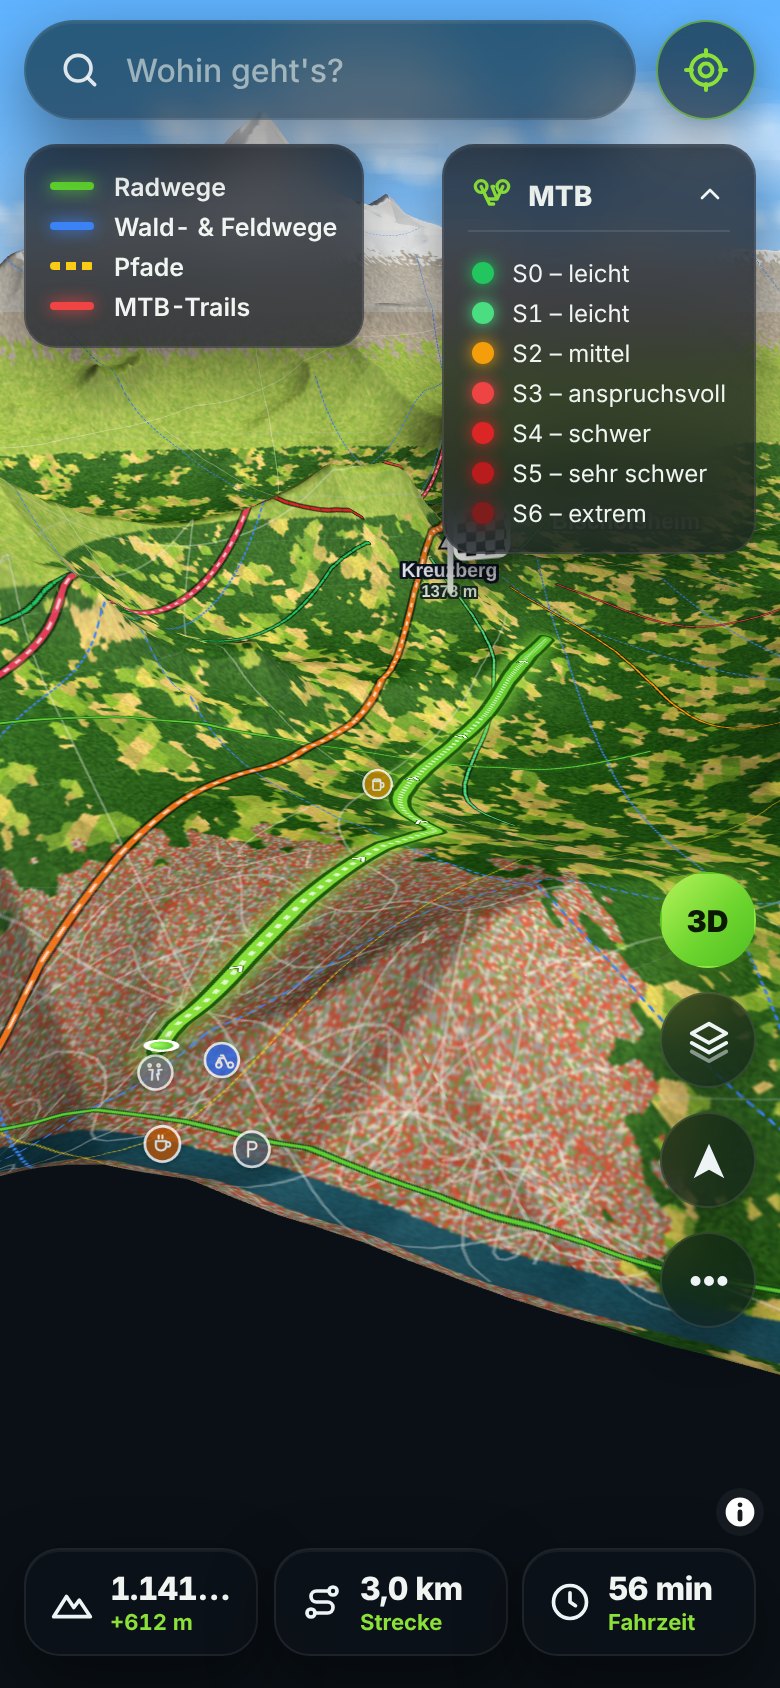 Wohin geht's?
Radwege
Wald- & Feldwege
Pfade
MTB-Trails
MTB
S0 – leicht
S1 – leicht
S2 – mittel
S3 – anspruchsvoll
S4 – schwer
S5 – sehr schwer
S6 – extrem
Kreuzberg
1378 m
3D
P
1.141...
+612 m
3,0 km
Strecke
56 min
Fahrzeit